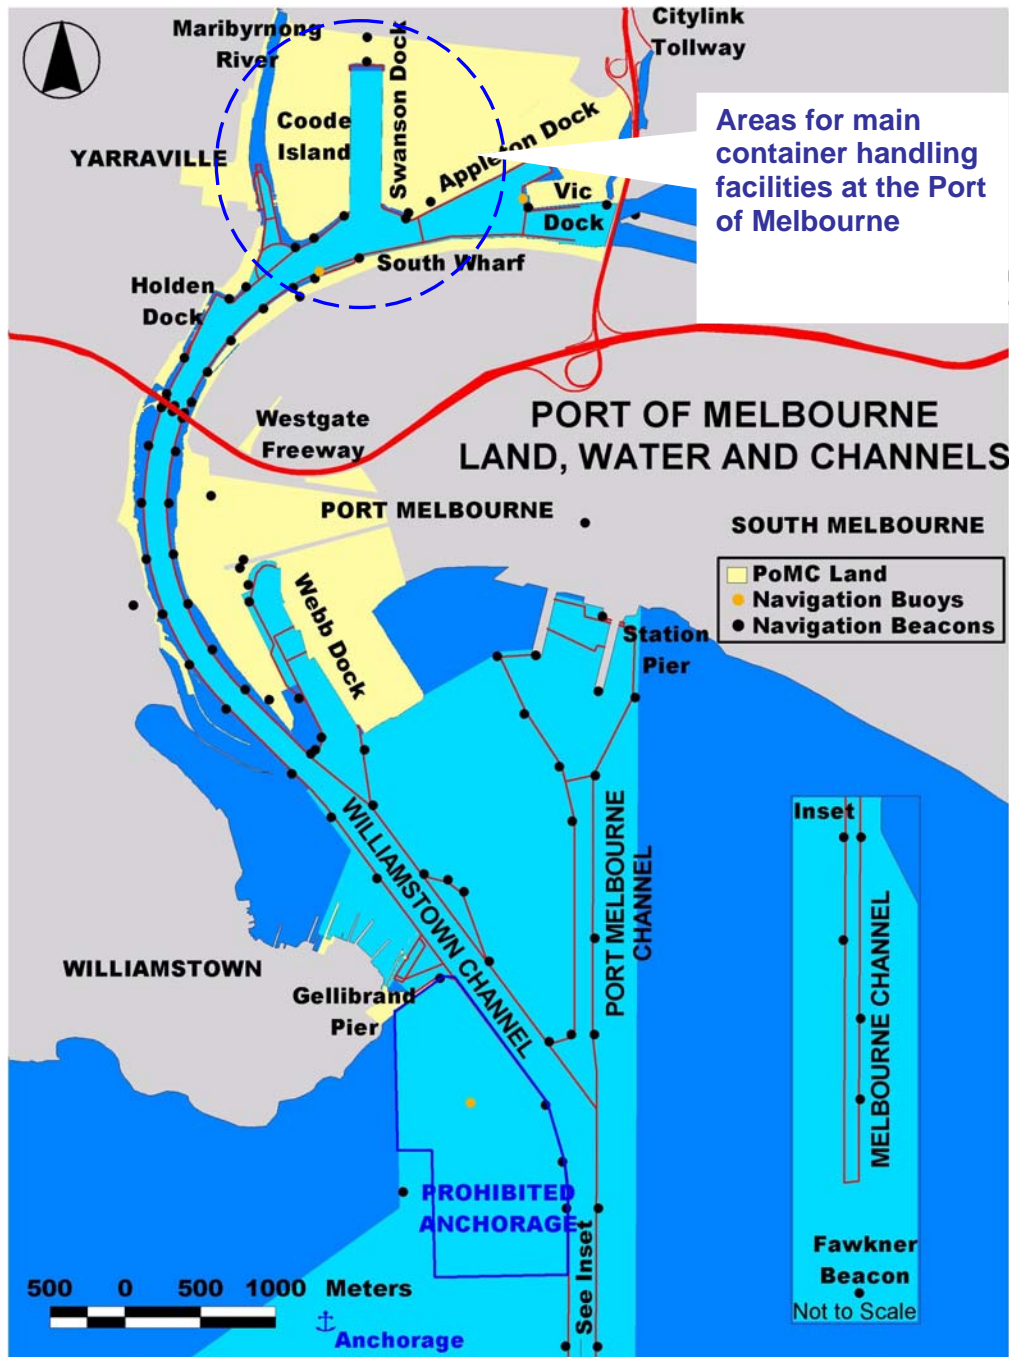 Maribyrnong
River
Citylink
Tollway
Swanson Dock
Coode
Island
Appleton Dock
YARRAVILLE
Areas for main
container handling
facilities at the Port
of Melbourne
Vic
Dock
South Wharf
Holden
Dock
Westgate
Freeway
PORT OF MELBOURNE
LAND, WATER AND CHANNELS
PORT MELBOURNE
SOUTH MELBOURNE
PoMC Land
Navigation Buoys
Navigation Beacons
Webb Dock
Station
Pier
WILLIAMSTOWN CHANNEL
PORT MELBOURNE
CHANNEL
Inset
MELBOURNE CHANNEL
WILLIAMSTOWN
Gellibrand
Pier
PROHIBITED
ANCHORAGE
See Inset
Fawkner
Beacon
Not to Scale
500 0 500 1000 Meters
Anchorage